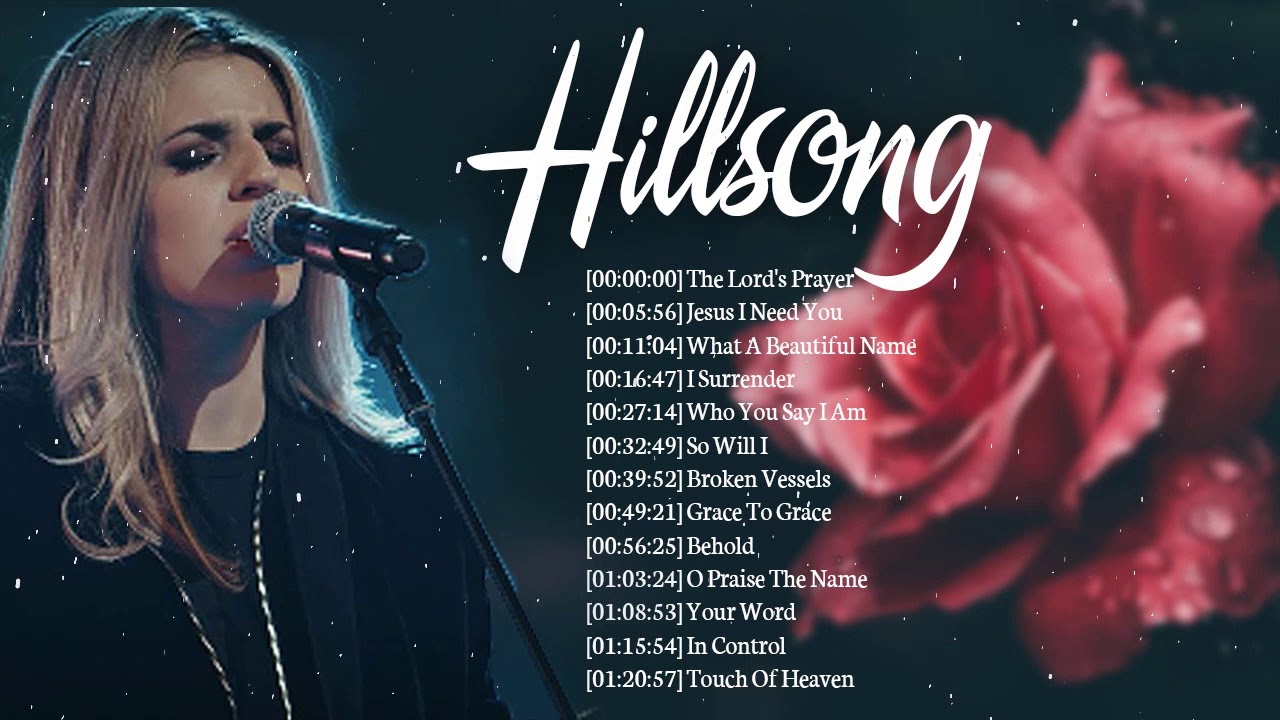 Hillsong
[00:00:00] The Lord's Prayer
[00:05:56] Jesus I Need You
[00:11:04] What A Beautiful Name
[00:16:47] I Surrender
[00:27:14] Who You Say I Am
[00:32:49] So Will I
[00:39:52] Broken Vessels
[00:49:21] Grace To Grace
[00:56:25] Behold
[01:03:24] O Praise The Name
[01:08:53] Your Word
[01:15:54] In Control
[01:20:57] Touch Of Heaven